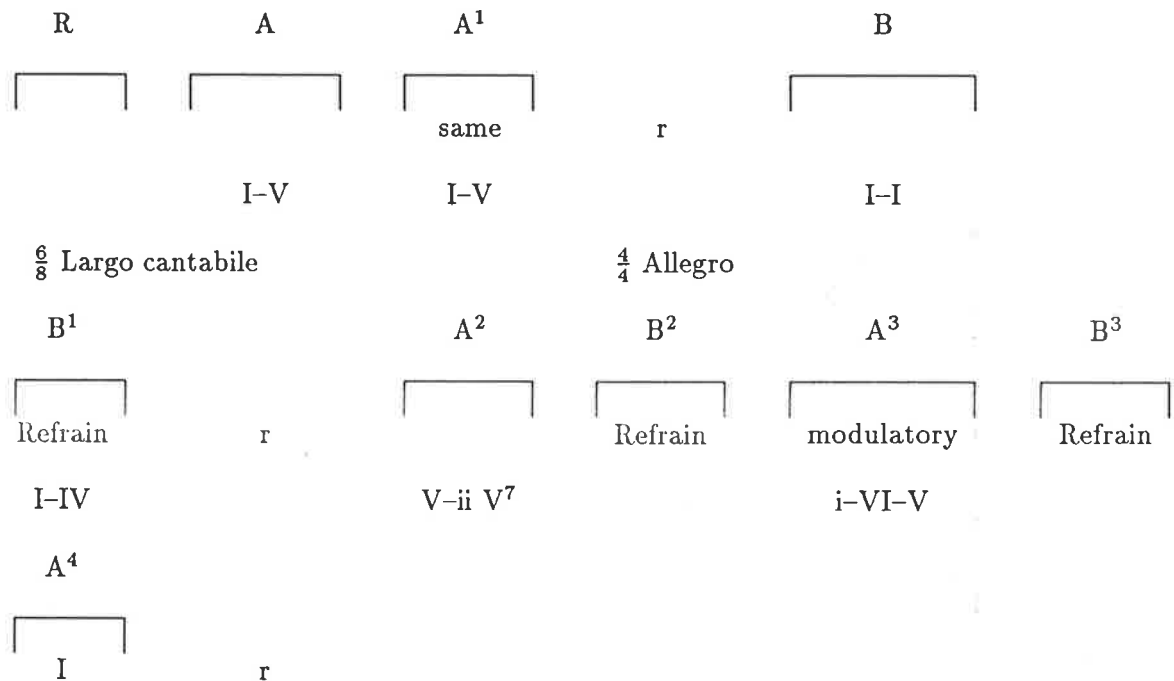 R A A¹ B
same r
I–V I–V I–I
6/8 Largo cantabile 4/4 Allegro
B¹ A² B² A³ B³
Refrain r Refrain modulatory Refrain
I–IV V–ii V⁷ i–VI–V
A⁴
I r